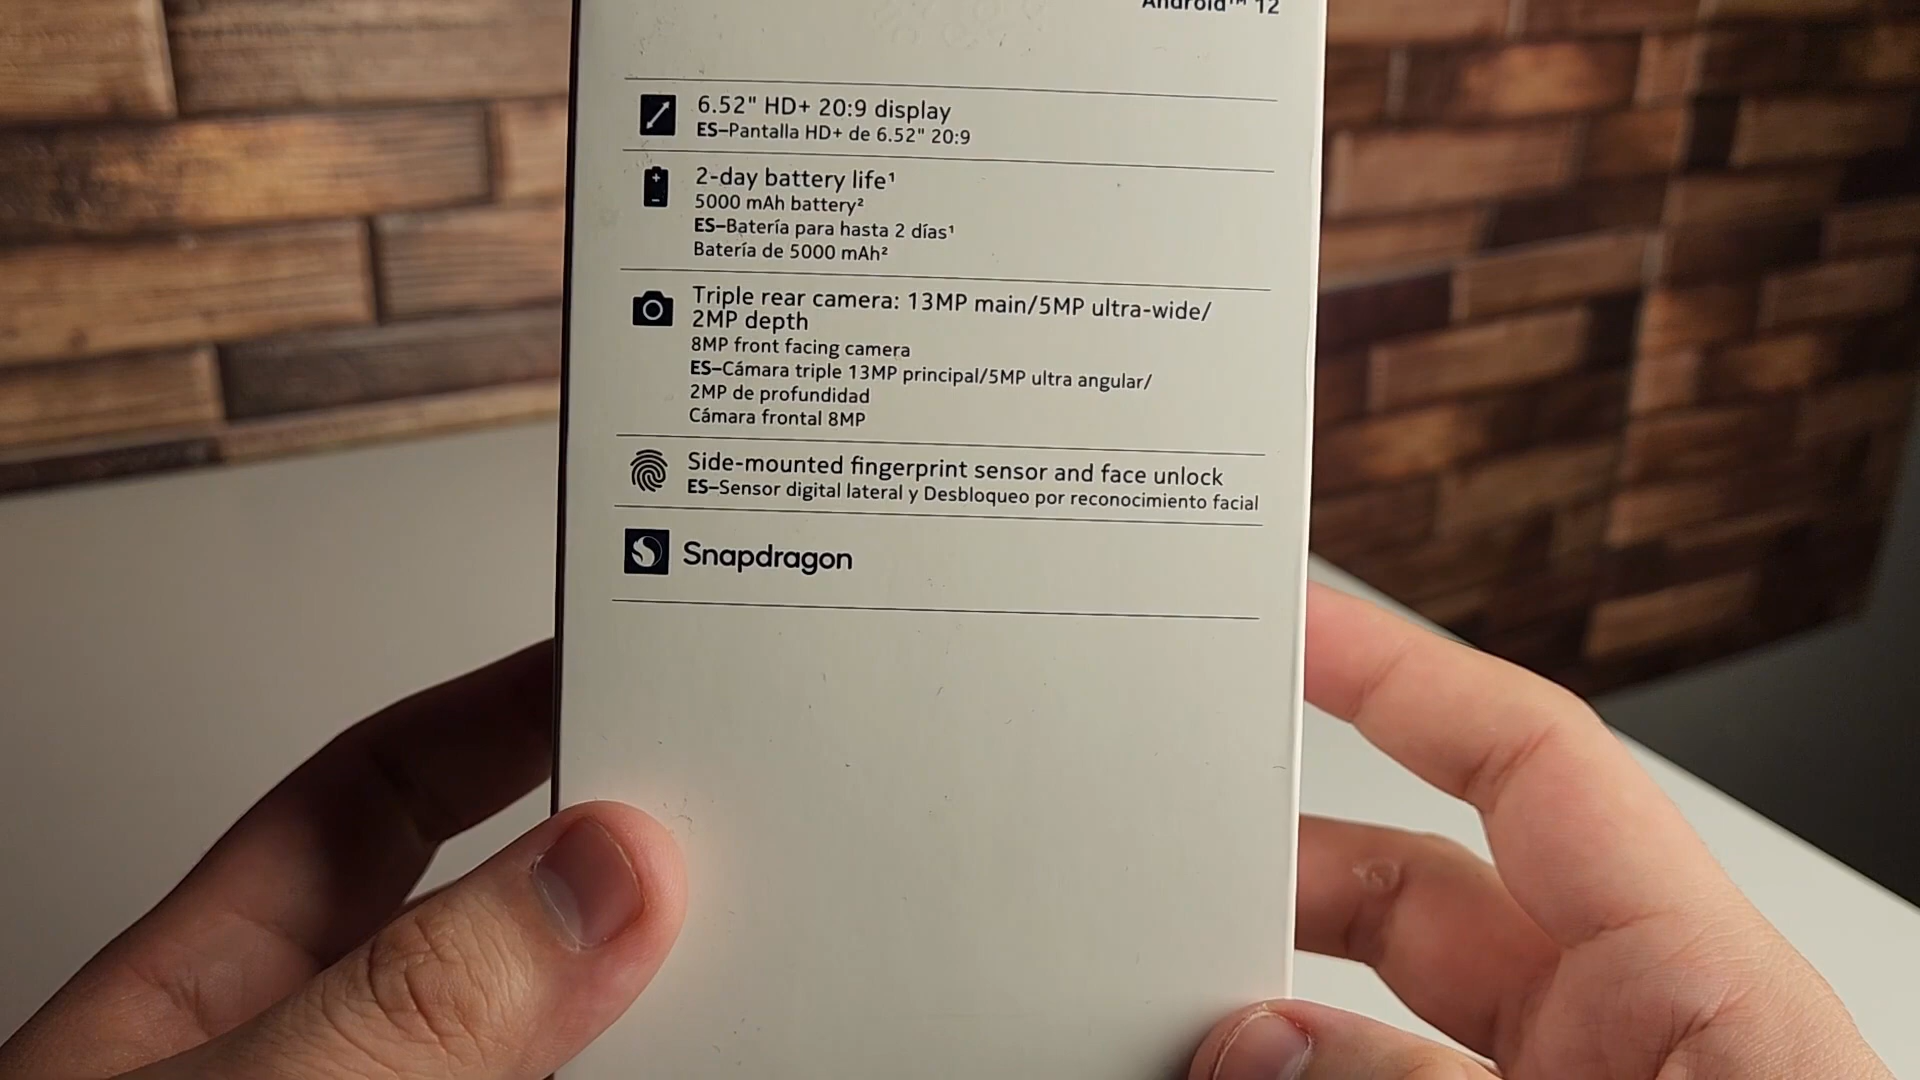 Android™ 12
6.52" HD+ 20:9 display
ES–Pantalla HD+ de 6.52" 20:9
2-day battery life¹
5000 mAh battery²
ES–Batería para hasta 2 días¹
Batería de 5000 mAh²
Triple rear camera: 13MP main/5MP ultra-wide/
2MP depth
8MP front facing camera
ES–Cámara triple 13MP principal/5MP ultra angular/
2MP de profundidad
Cámara frontal 8MP
Side-mounted fingerprint sensor and face unlock
ES–Sensor digital lateral y Desbloqueo por reconocimiento facial
Snapdragon